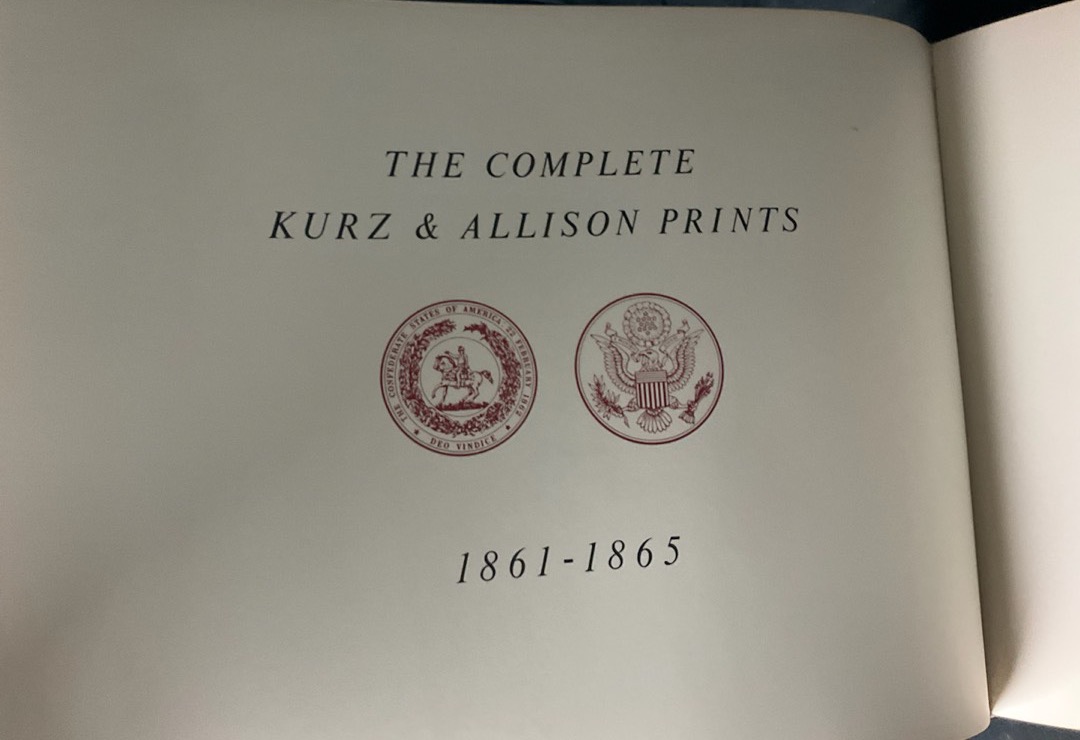 THE COMPLETE
KURZ & ALLISON PRINTS
THE CONFEDERATE STATES OF AMERICA : 22 FEBRUARY 1862
DEO VINDICE
1861-1865